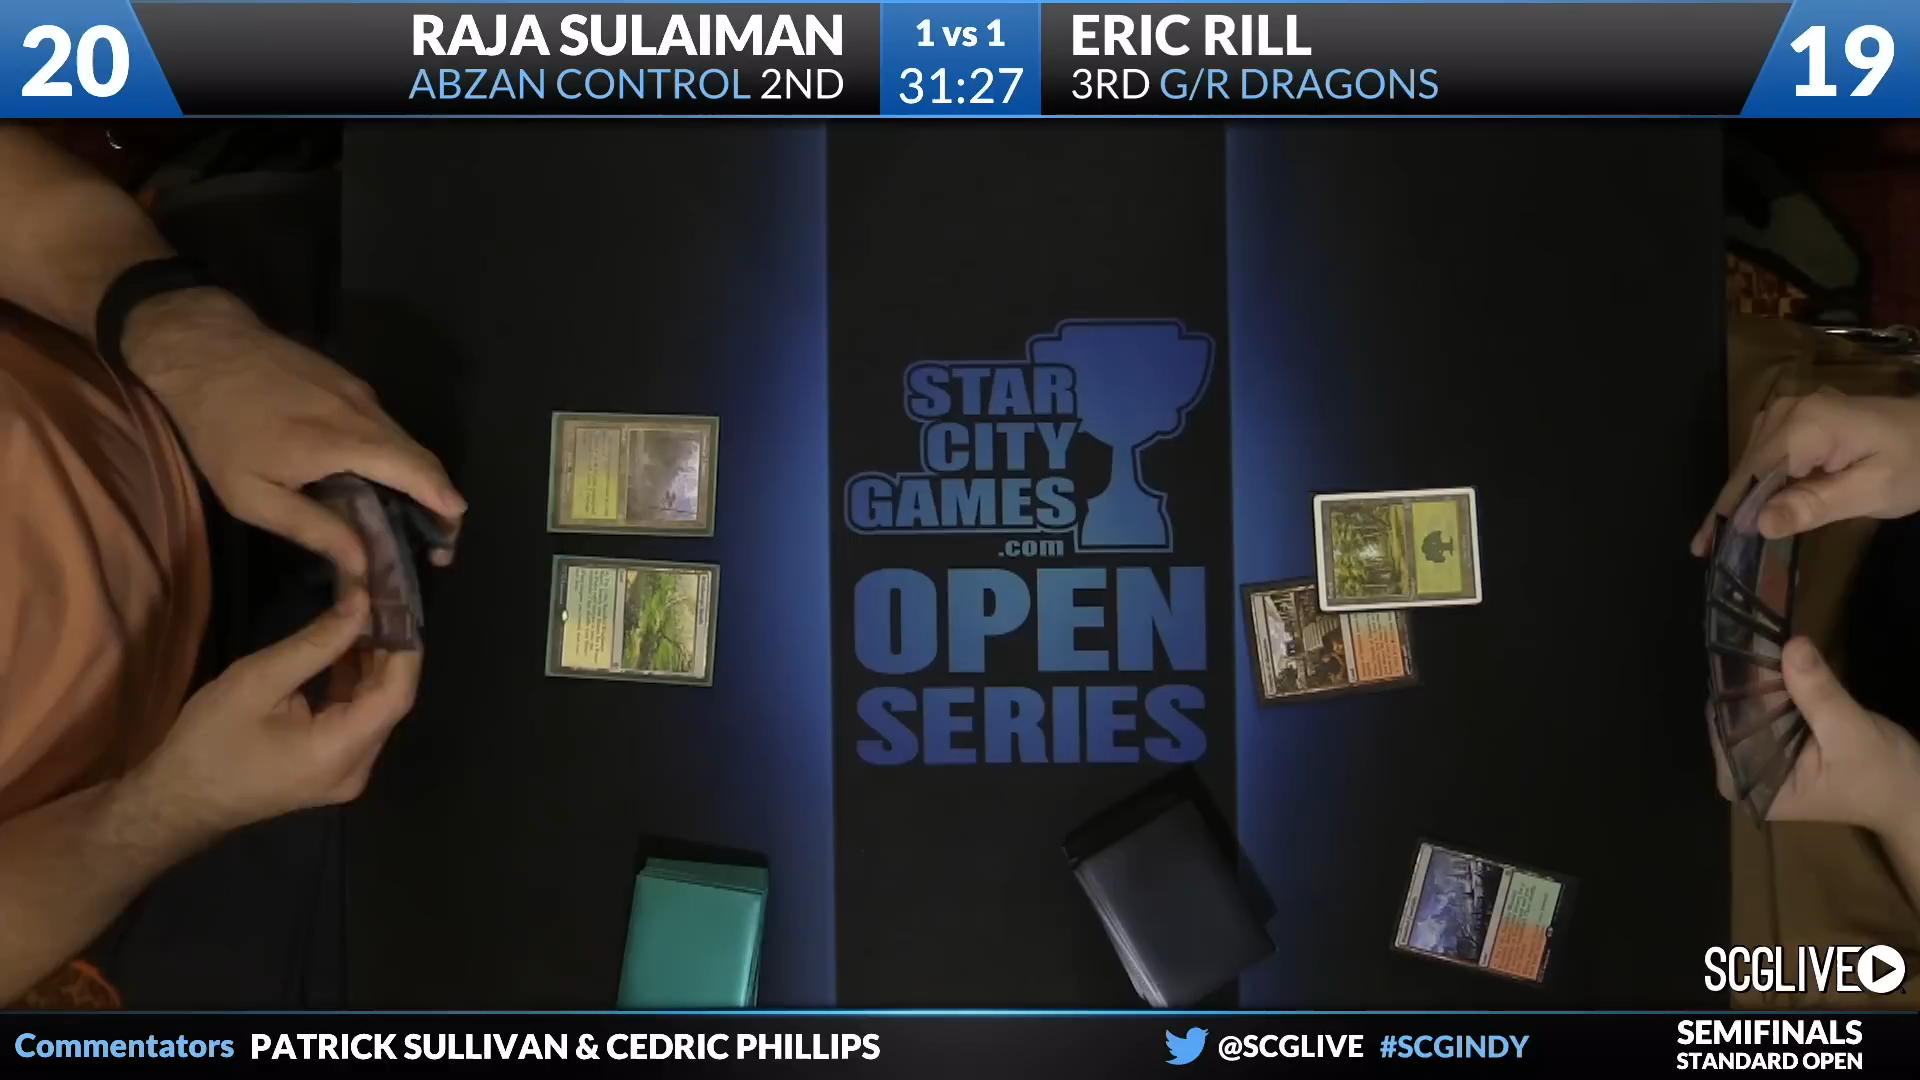 20
RAJA SULAIMAN
ABZAN CONTROL 2ND
1 vs 1
31:27
ERIC RILL
3RD G/R DRAGONS
19
STAR
CITY
GAMES
.com
OPEN
SERIES
SCGLIVE
Commentators PATRICK SULLIVAN & CEDRIC PHILLIPS
@SCGLIVE #SCGINDY
SEMIFINALS
STANDARD OPEN